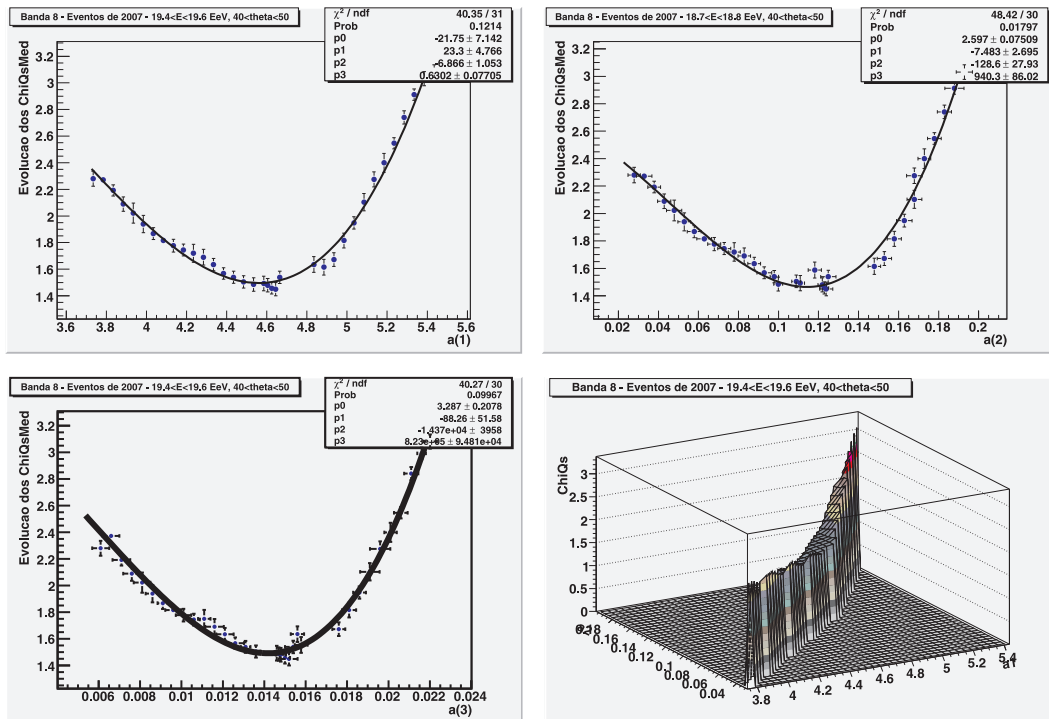 Banda 8 - Eventos de 2007 - 19.4<E<19.6 EeV, 40<theta<50
χ² / ndf 40.35 / 31
Prob 0.1214
p0 -21.75 ± 7.142
p1 23.3 ± 4.766
p2 -6.866 ± 1.053
p3 0.6302 ± 0.07705
Evolucao dos ChiQsMed
3.2
3
2.8
2.6
2.4
2.2
2
1.8
1.6
1.4
3.6 3.8 4 4.2 4.4 4.6 4.8 5 5.2 5.4 5.6
a(1)
Banda 8 - Eventos de 2007 - 18.7<E<18.8 EeV, 40<theta<50
χ² / ndf 48.42 / 30
Prob 0.01797
p0 2.597 ± 0.07509
p1 -7.483 ± 2.695
p2 -128.6 ± 27.93
p3 940.3 ± 86.02
Evolucao dos ChiQsMed
3.2
3
2.8
2.6
2.4
2.2
2
1.8
1.6
1.4
0.02 0.04 0.06 0.08 0.1 0.12 0.14 0.16 0.18 0.2
a(2)
Banda 8 - Eventos de 2007 - 19.4<E<19.6 EeV, 40<theta<50
χ² / ndf 40.27 / 30
Prob 0.09967
p0 3.287 ± 0.2078
p1 -88.26 ± 51.58
p2 -1.437e+04 ± 3958
p3 8.23e+05 ± 9.481e+04
Evolucao dos ChiQsMed
3.2
3
2.8
2.6
2.4
2.2
2
1.8
1.6
1.4
0.006 0.008 0.01 0.012 0.014 0.016 0.018 0.02 0.022 0.024
a(3)
Banda 8 - Eventos de 2007 - 19.4<E<19.6 EeV, 40<theta<50
ChiQs
3
2.5
2
1.5
1
0.5
0
0.18 0.16 0.14 0.12 0.1 0.08 0.06 0.04
3.8 4 4.2 4.4 4.6 4.8 5 5.2 5.4
a1